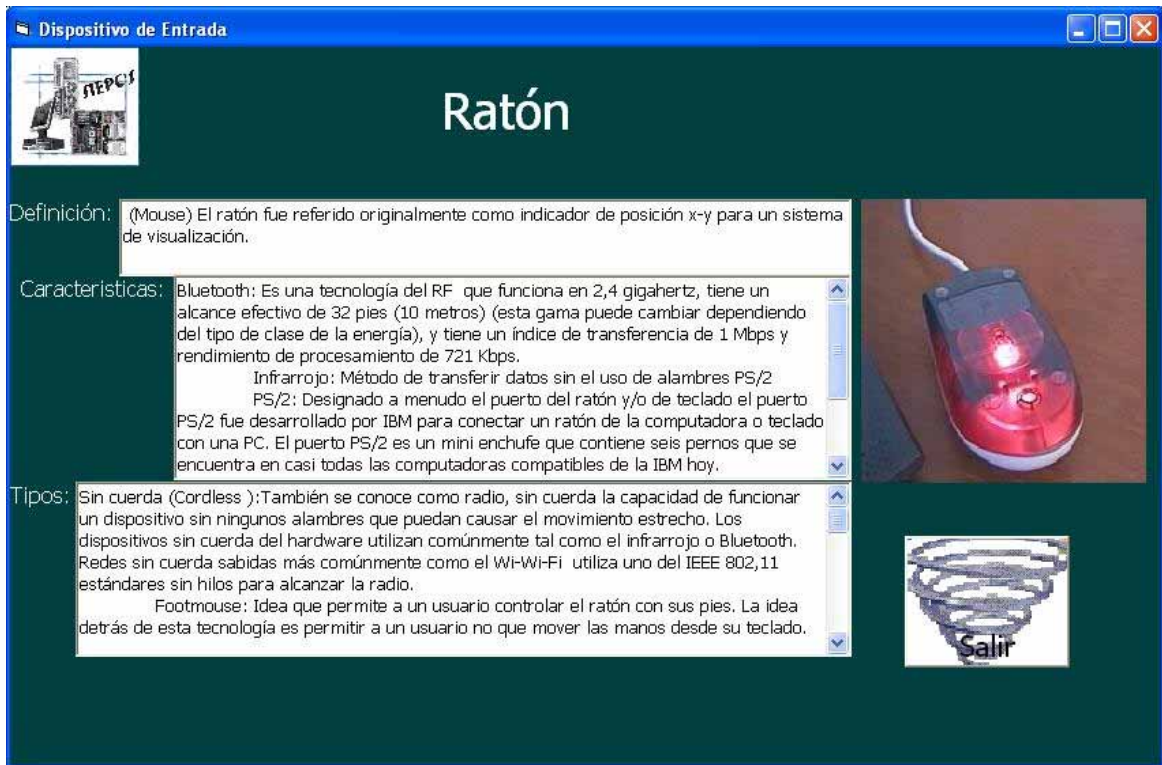 Dispositivo de Entrada
Ratón
Definición:
(Mouse) El ratón fue referido originalmente como indicador de posición x-y para un sistema
de visualización.
Caracteristicas:
Bluetooth: Es una tecnología del RF que funciona en 2,4 gigahertz, tiene un
alcance efectivo de 32 pies (10 metros) (esta gama puede cambiar dependiendo
del tipo de clase de la energía), y tiene un índice de transferencia de 1 Mbps y
rendimiento de procesamiento de 721 Kbps.
Infrarrojo: Método de transferir datos sin el uso de alambres PS/2
PS/2: Designado a menudo el puerto del ratón y/o de teclado el puerto
PS/2 fue desarrollado por IBM para conectar un ratón de la computadora o teclado
con una PC. El puerto PS/2 es un mini enchufe que contiene seis pernos que se
encuentra en casi todas las computadoras compatibles de la IBM hoy.
Tipos:
Sin cuerda (Cordless ):También se conoce como radio, sin cuerda la capacidad de funcionar
un dispositivo sin ningunos alambres que puedan causar el movimiento estrecho. Los
dispositivos sin cuerda del hardware utilizan comúnmente tal como el infrarrojo o Bluetooth.
Redes sin cuerda sabidas más comúnmente como el Wi-Wi-Fi utiliza uno del IEEE 802,11
estándares sin hilos para alcanzar la radio.
Footmouse: Idea que permite a un usuario controlar el ratón con sus pies. La idea
detrás de esta tecnología es permitir a un usuario no que mover las manos desde su teclado.
Salir